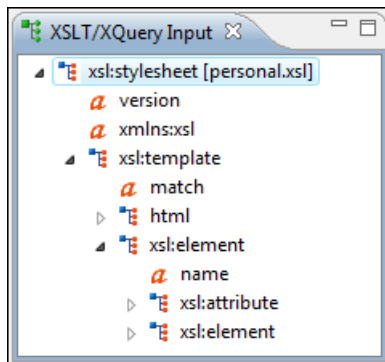 XSLT/XQuery Input
xsl:stylesheet [personal.xsl]
version
xmlns:xsl
xsl:template
match
html
xsl:element
name
xsl:attribute
xsl:element